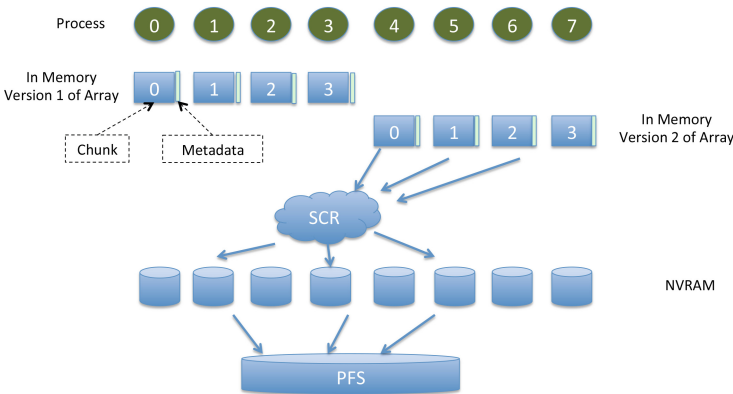 Process 0 1 2 3 4 5 6 7
In Memory
Version 1 of Array
0 1 2 3
Chunk Metadata
0 1 2 3
In Memory
Version 2 of Array
SCR
NVRAM
PFS